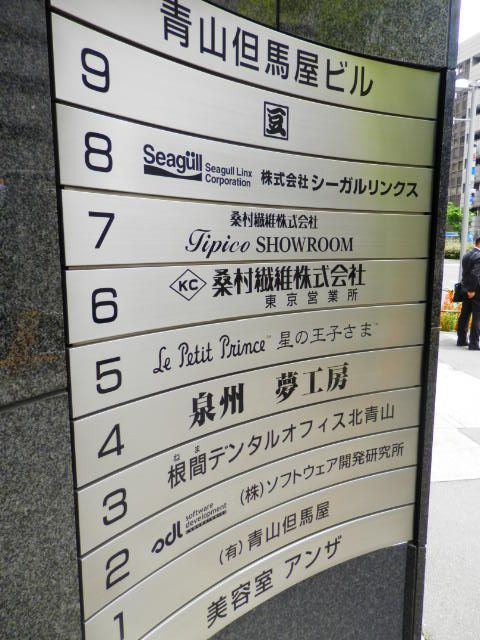 青山但馬屋ビル
9 豆
8 Seagull Seagull Linx Corporation 株式会社 シーガルリンクス
7 桑村繊維株式会社
Tipico SHOWROOM
6 KC 桑村繊維株式会社
東京営業所
5 Le Petit Prince™ 星の王子さま™
4 泉州 夢工房
3 根間デンタルオフィス北青山
ねま
2 sdl software development (株)ソフトウェア開発研究所
(有)青山但馬屋
1 美容室 アンザ